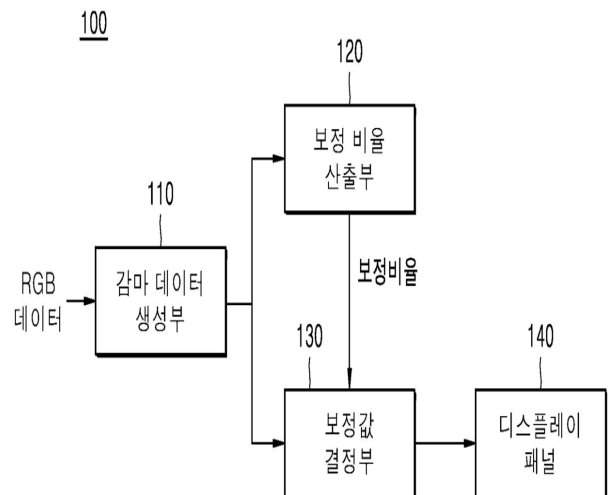 100
120
보정 비율
산출부
110
RGB
데이터
감마 데이터
생성부
보정비율
130
보정값
결정부
140
디스플레이
패널